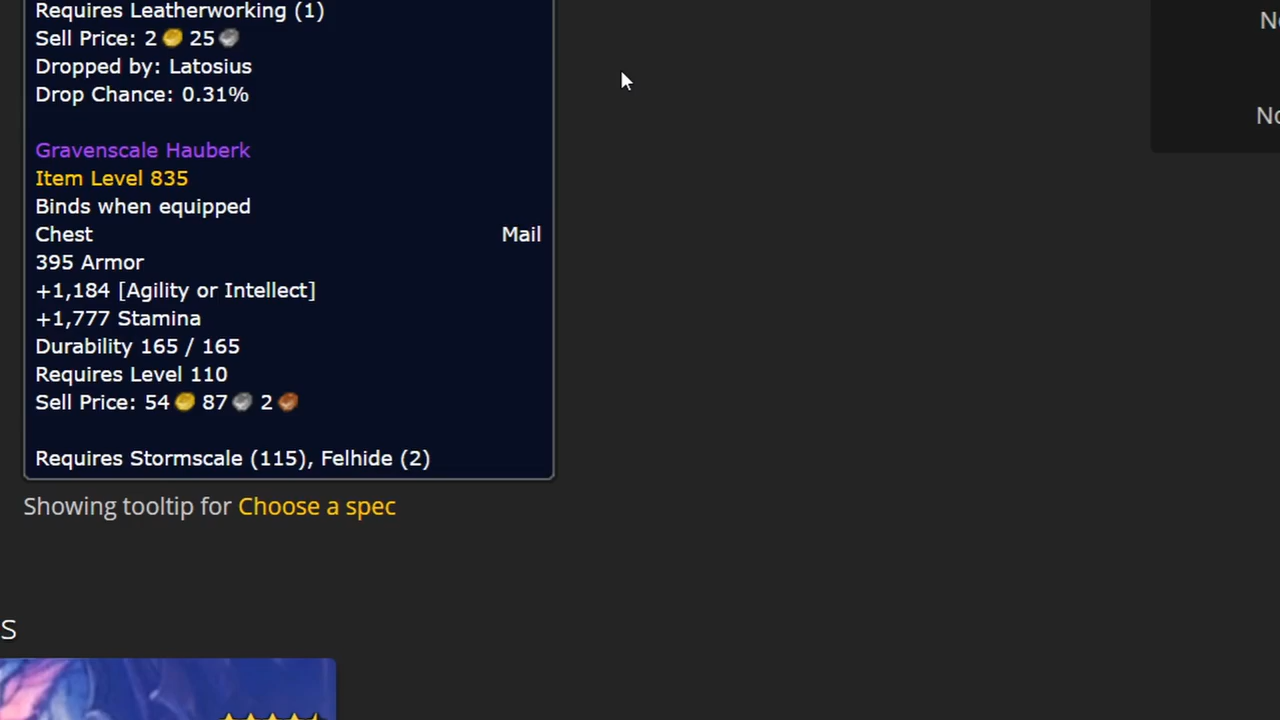 Requires Leatherworking (1)
Sell Price: 2 25
Dropped by: Latosius
Drop Chance: 0.31%
Gravenscale Hauberk
Item Level 835
Binds when equipped
Chest Mail
395 Armor
+1,184 [Agility or Intellect]
+1,777 Stamina
Durability 165 / 165
Requires Level 110
Sell Price: 54 87 2
Requires Stormscale (115), Felhide (2)
Showing tooltip for Choose a spec